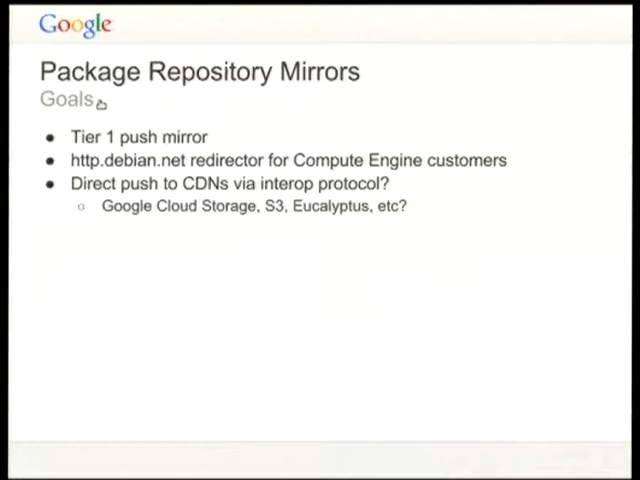 Google
Package Repository Mirrors
Goals
● Tier 1 push mirror
● http.debian.net redirector for Compute Engine customers
● Direct push to CDNs via interop protocol?
○ Google Cloud Storage, S3, Eucalyptus, etc?